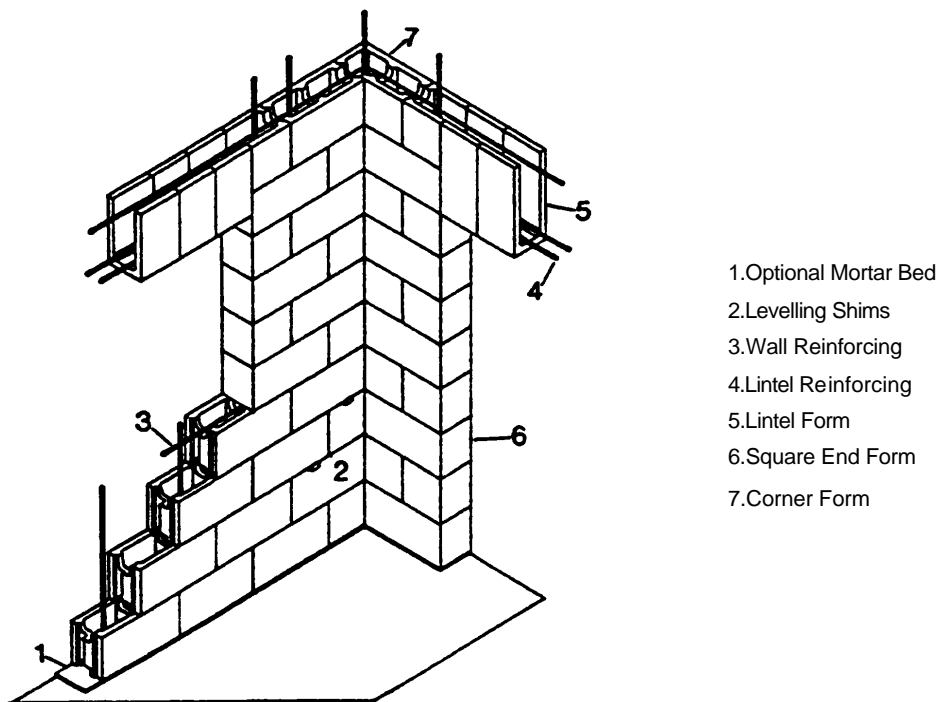 7
5
4
3
6
2
1
1.Optional Mortar Bed
2.Levelling Shims
3.Wall Reinforcing
4.Lintel Reinforcing
5.Lintel Form
6.Square End Form
7.Corner Form